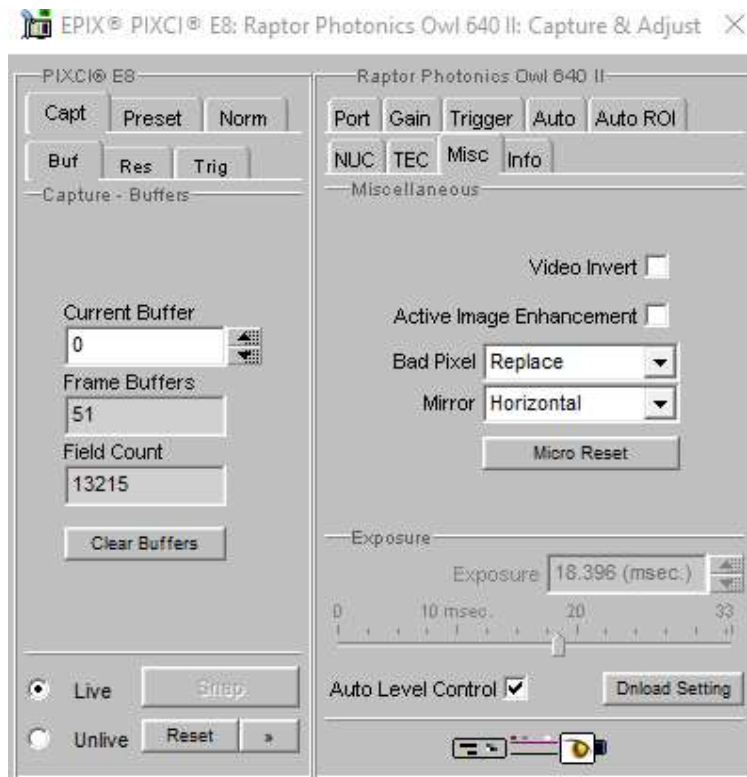 EPIX® PIXCI® E8: Raptor Photonics Owl 640 II: Capture & Adjust
PIXCI® E8
Capt Preset Norm
Buf Res Trig
Capture - Buffers
Current Buffer
0
Frame Buffers
51
Field Count
13215
Clear Buffers
Live Snap
Unlive Reset »
Raptor Photonics Owl 640 II
Port Gain Trigger Auto Auto ROI
NUC TEC Misc Info
Miscellaneous
Video Invert
Active Image Enhancement
Bad Pixel Replace
Mirror Horizontal
Micro Reset
Exposure
Exposure 18.396 (msec.)
0 10 msec. 20 33
Auto Level Control Dnload Setting